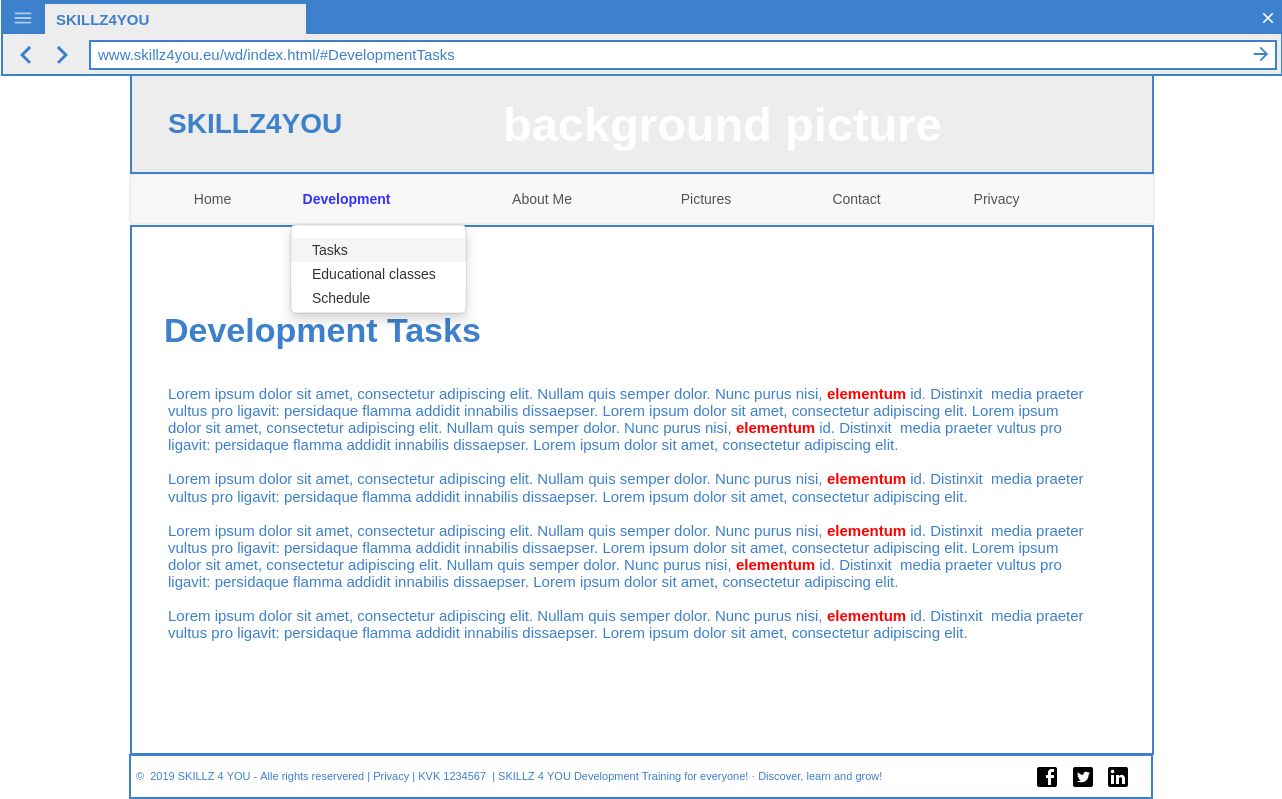 SKILLZ4YOU
www.skillz4you.eu/wd/index.html/#DevelopmentTasks
SKILLZ4YOU
background picture
Home Development About Me Pictures Contact Privacy
Tasks
Educational classes
Schedule
Development Tasks
Lorem ipsum dolor sit amet, consectetur adipiscing elit. Nullam quis semper dolor. Nunc purus nisi, elementum id. Distinxit  media praeter
vultus pro ligavit: persidaque flamma addidit innabilis dissaepser. Lorem ipsum dolor sit amet, consectetur adipiscing elit. Lorem ipsum
dolor sit amet, consectetur adipiscing elit. Nullam quis semper dolor. Nunc purus nisi, elementum id. Distinxit  media praeter vultus pro
ligavit: persidaque flamma addidit innabilis dissaepser. Lorem ipsum dolor sit amet, consectetur adipiscing elit.
Lorem ipsum dolor sit amet, consectetur adipiscing elit. Nullam quis semper dolor. Nunc purus nisi, elementum id. Distinxit  media praeter
vultus pro ligavit: persidaque flamma addidit innabilis dissaepser. Lorem ipsum dolor sit amet, consectetur adipiscing elit.
Lorem ipsum dolor sit amet, consectetur adipiscing elit. Nullam quis semper dolor. Nunc purus nisi, elementum id. Distinxit  media praeter
vultus pro ligavit: persidaque flamma addidit innabilis dissaepser. Lorem ipsum dolor sit amet, consectetur adipiscing elit. Lorem ipsum
dolor sit amet, consectetur adipiscing elit. Nullam quis semper dolor. Nunc purus nisi, elementum id. Distinxit  media praeter vultus pro
ligavit: persidaque flamma addidit innabilis dissaepser. Lorem ipsum dolor sit amet, consectetur adipiscing elit.
Lorem ipsum dolor sit amet, consectetur adipiscing elit. Nullam quis semper dolor. Nunc purus nisi, elementum id. Distinxit  media praeter
vultus pro ligavit: persidaque flamma addidit innabilis dissaepser. Lorem ipsum dolor sit amet, consectetur adipiscing elit.
©  2019 SKILLZ 4 YOU - Alle rights reservered | Privacy | KVK 1234567  | SKILLZ 4 YOU Development Training for everyone! · Discover, learn and grow!